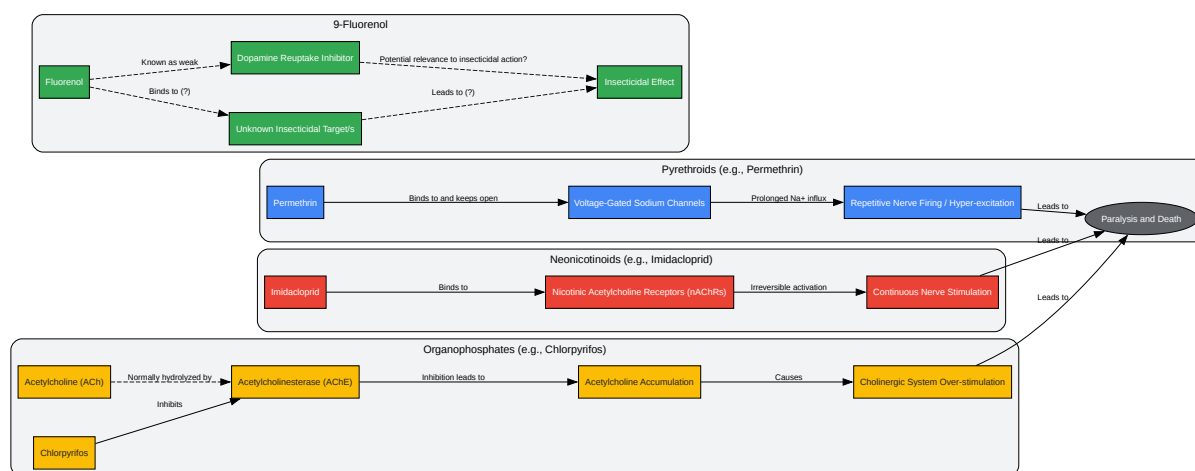 9-Fluorenol
Fluorenol
Known as weak
Dopamine Reuptake Inhibitor
Potential relevance to insecticidal action?
Insecticidal Effect
Binds to (?)
Unknown Insecticidal Target/s
Leads to (?)
Pyrethroids (e.g., Permethrin)
Permethrin
Binds to and keeps open
Voltage-Gated Sodium Channels
Prolonged Na+ influx
Repetitive Nerve Firing / Hyper-excitation
Leads to
Paralysis and Death
Neonicotinoids (e.g., Imidacloprid)
Imidacloprid
Binds to
Nicotinic Acetylcholine Receptors (nAChRs)
Irreversible activation
Continuous Nerve Stimulation
Leads to
Organophosphates (e.g., Chlorpyrifos)
Acetylcholine (ACh)
Normally hydrolyzed by
Acetylcholinesterase (AChE)
Inhibition leads to
Acetylcholine Accumulation
Causes
Cholinergic System Over-stimulation
Leads to
Chlorpyrifos
Inhibits